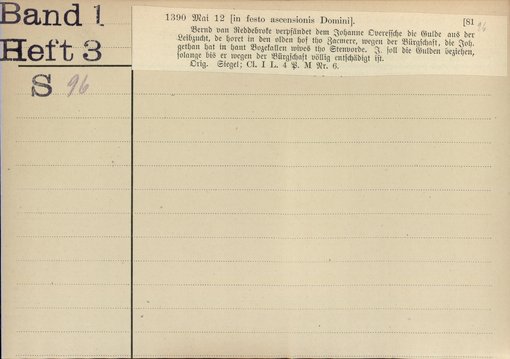 Band 1
Heft 3
S 96
1390 Mai 12 [in festo ascensionis Domini]. [81
96
Bernd van Reddebroke verpfändet dem Johanne Overessche die Gulde aus der
Leibzucht, de horet in den olden hof tho Zacmere, wegen der Bürgschaft, die Joh.
gethan hat in hant Bozekallen wives tho Stenvorde. J. soll die Gulden beziehen,
solange bis er wegen der Bürgschaft völlig entschädigt ist.
Orig. Siegel; Cl. I L. 4 P. M Nr. 6.